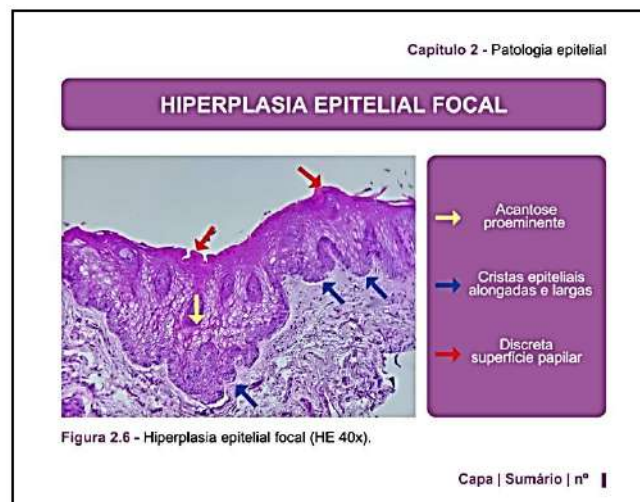 Capítulo 2 - Patologia epitelial
HIPERPLASIA EPITELIAL FOCAL
Acantose
proeminente
Cristas epiteliais
alongadas e largas
Discreta
superfície papilar
Figura 2.6 - Hiperplasia epitelial focal (HE 40x).
Capa | Sumário | nº